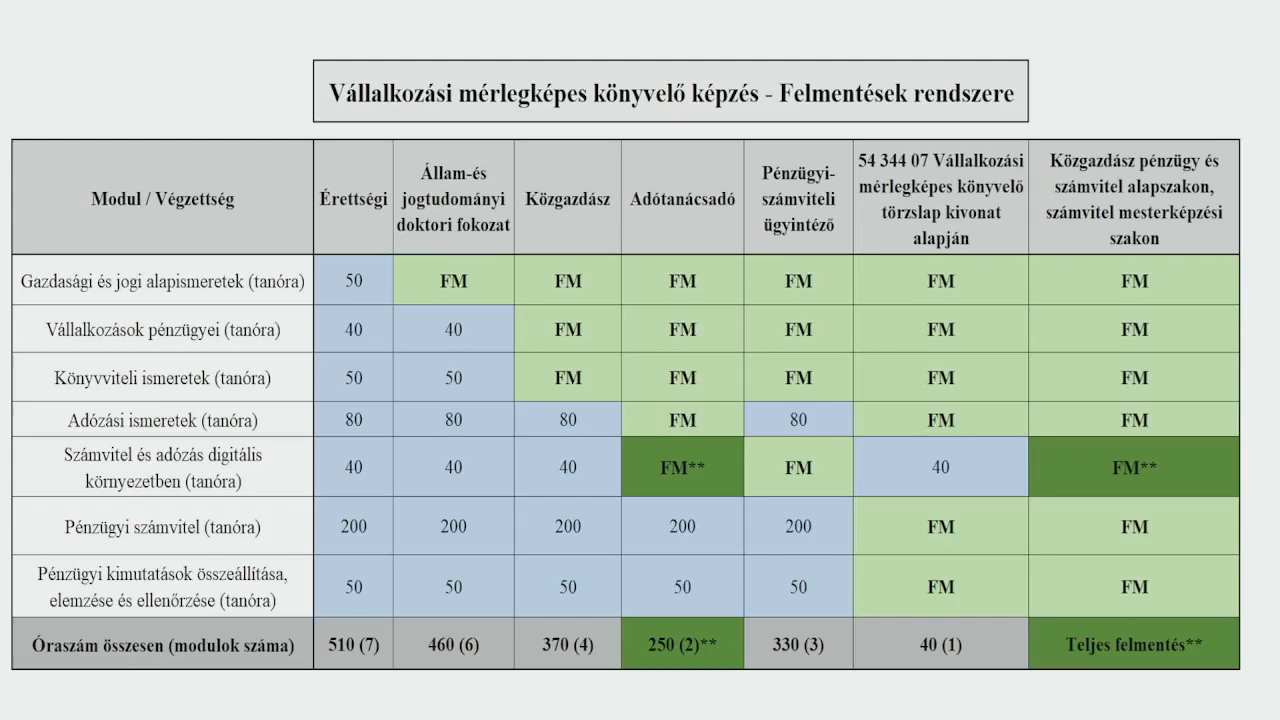 Vállalkozási mérlegképes könyvelő képzés - Felmentések rendszere
Modul / Végzettség
Érettségi
Állam-és
jogtudományi
doktori fokozat
Közgazdász
Adótanácsadó
Pénzügyi-
számviteli
ügyintéző
54 344 07 Vállalkozási
mérlegképes könyvelő
törzslap kivonat
alapján
Közgazdász pénzügy és
számvitel alapszakon,
számvitel mesterképzési
szakon
Gazdasági és jogi alapismeretek (tanóra) 50 FM FM FM FM FM FM
Vállalkozások pénzügyei (tanóra) 40 40 FM FM FM FM FM
Könyvviteli ismeretek (tanóra) 50 50 FM FM FM FM FM
Adózási ismeretek (tanóra) 80 80 80 FM 80 FM FM
Számvitel és adózás digitális
környezetben (tanóra)
40 40 40 FM** FM 40 FM**
Pénzügyi számvitel (tanóra) 200 200 200 200 200 FM FM
Pénzügyi kimutatások összeállítása,
elemzése és ellenőrzése (tanóra)
50 50 50 50 50 FM FM
Óraszám összesen (modulok száma) 510 (7) 460 (6) 370 (4) 250 (2)** 330 (3) 40 (1) Teljes felmentés**